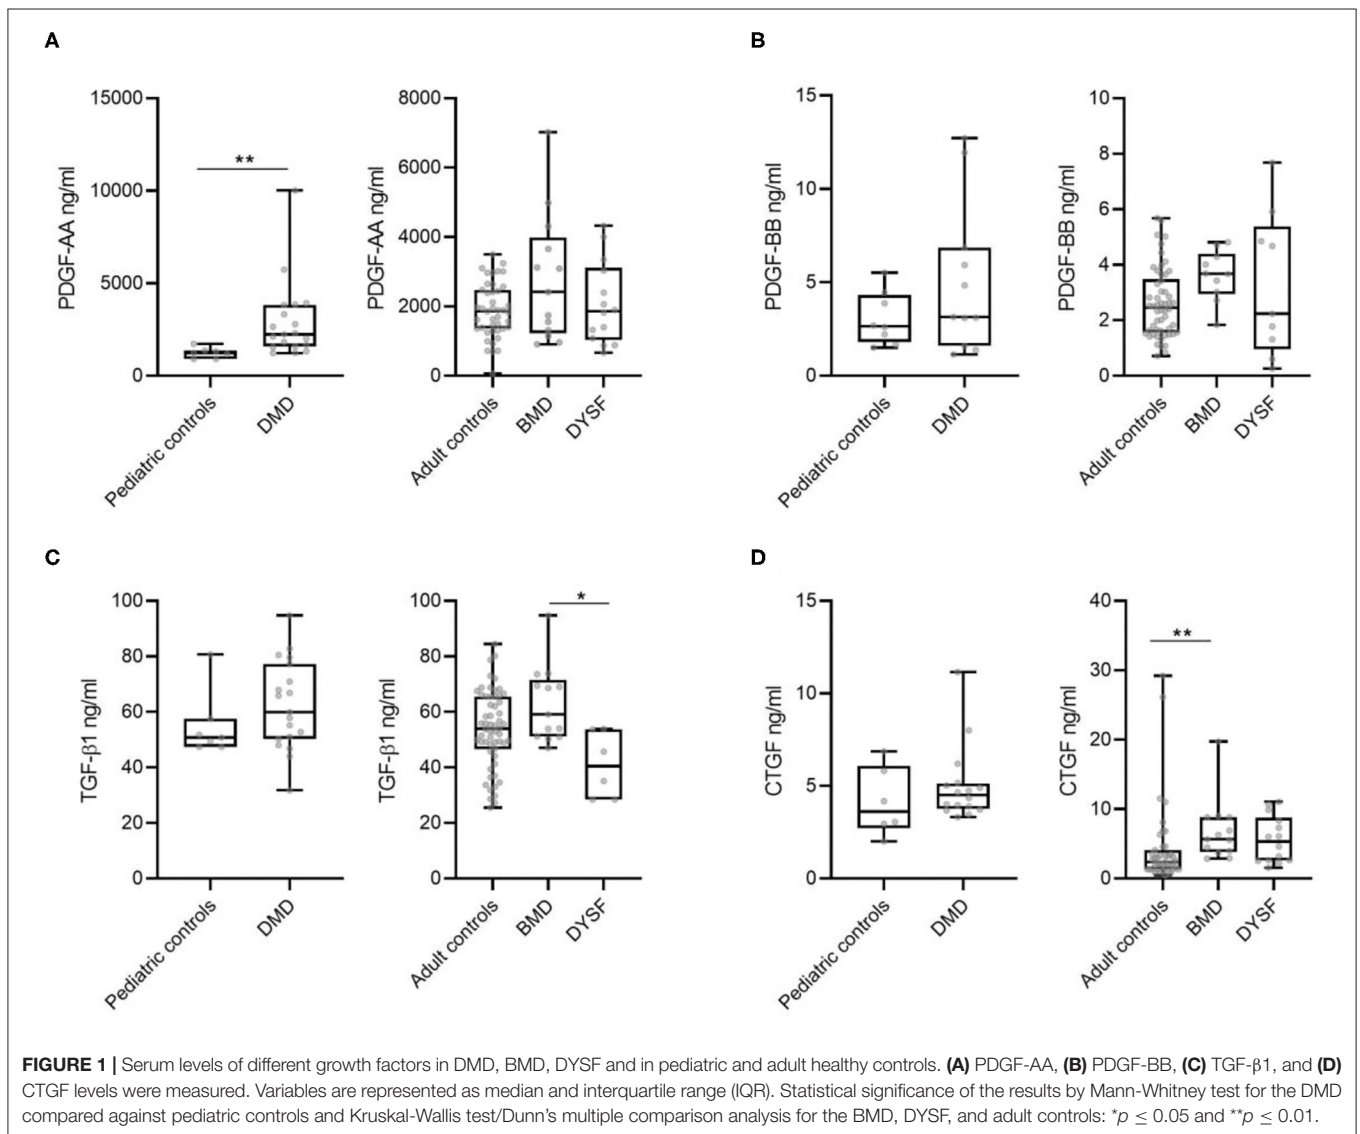 A
B
15000
10000
5000
0
PDGF-AA ng/ml
**
Pediatric controls
DMD
8000
6000
4000
2000
0
PDGF-AA ng/ml
Adult controls
BMD
DYSF
15
10
5
0
PDGF-BB ng/ml
Pediatric controls
DMD
10
8
6
4
2
0
PDGF-BB ng/ml
Adult controls
BMD
DYSF
C
D
100
80
60
40
20
0
TGF-β1 ng/ml
Pediatric controls
DMD
100
80
60
40
20
0
TGF-β1 ng/ml
*
Adult controls
BMD
DYSF
15
10
5
0
CTGF ng/ml
Pediatric controls
DMD
40
30
20
10
0
CTGF ng/ml
**
Adult controls
BMD
DYSF
FIGURE 1 | Serum levels of different growth factors in DMD, BMD, DYSF and in pediatric and adult healthy controls. (A) PDGF-AA, (B) PDGF-BB, (C) TGF-β1, and (D)
CTGF levels were measured. Variables are represented as median and interquartile range (IQR). Statistical significance of the results by Mann-Whitney test for the DMD
compared against pediatric controls and Kruskal-Wallis test/Dunn's multiple comparison analysis for the BMD, DYSF, and adult controls: *p ≤ 0.05 and **p ≤ 0.01.